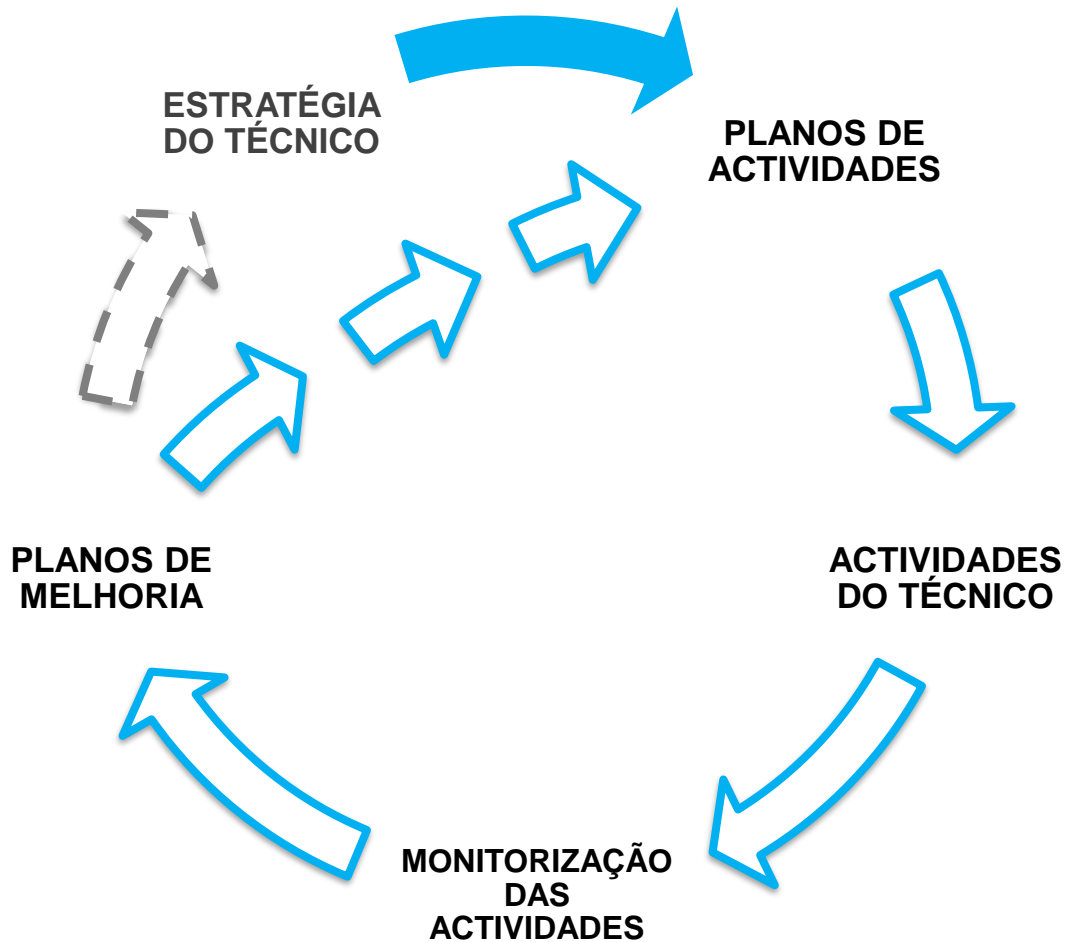 ESTRATÉGIA
DO TÉCNICO
PLANOS DE
ACTIVIDADES
PLANOS DE
MELHORIA
ACTIVIDADES
DO TÉCNICO
MONITORIZAÇÃO
DAS
ACTIVIDADES